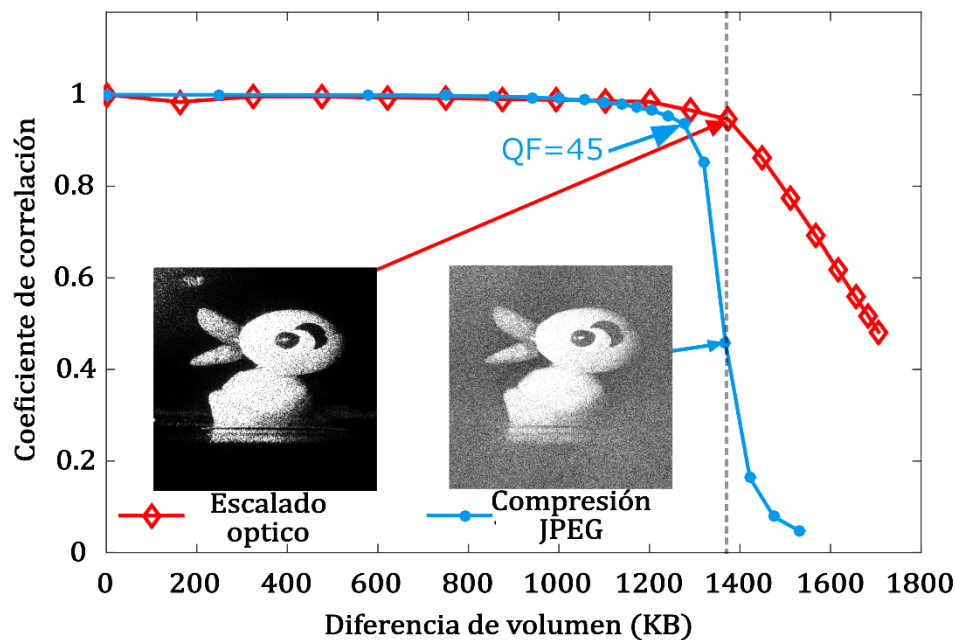 Coeficiente de correlación
1
0.8
0.6
0.4
0.2
0
QF=45
Escalado
optico
Compresión
JPEG
0 200 400 600 800 1000 1200 1400 1600 1800
Diferencia de volumen (KB)